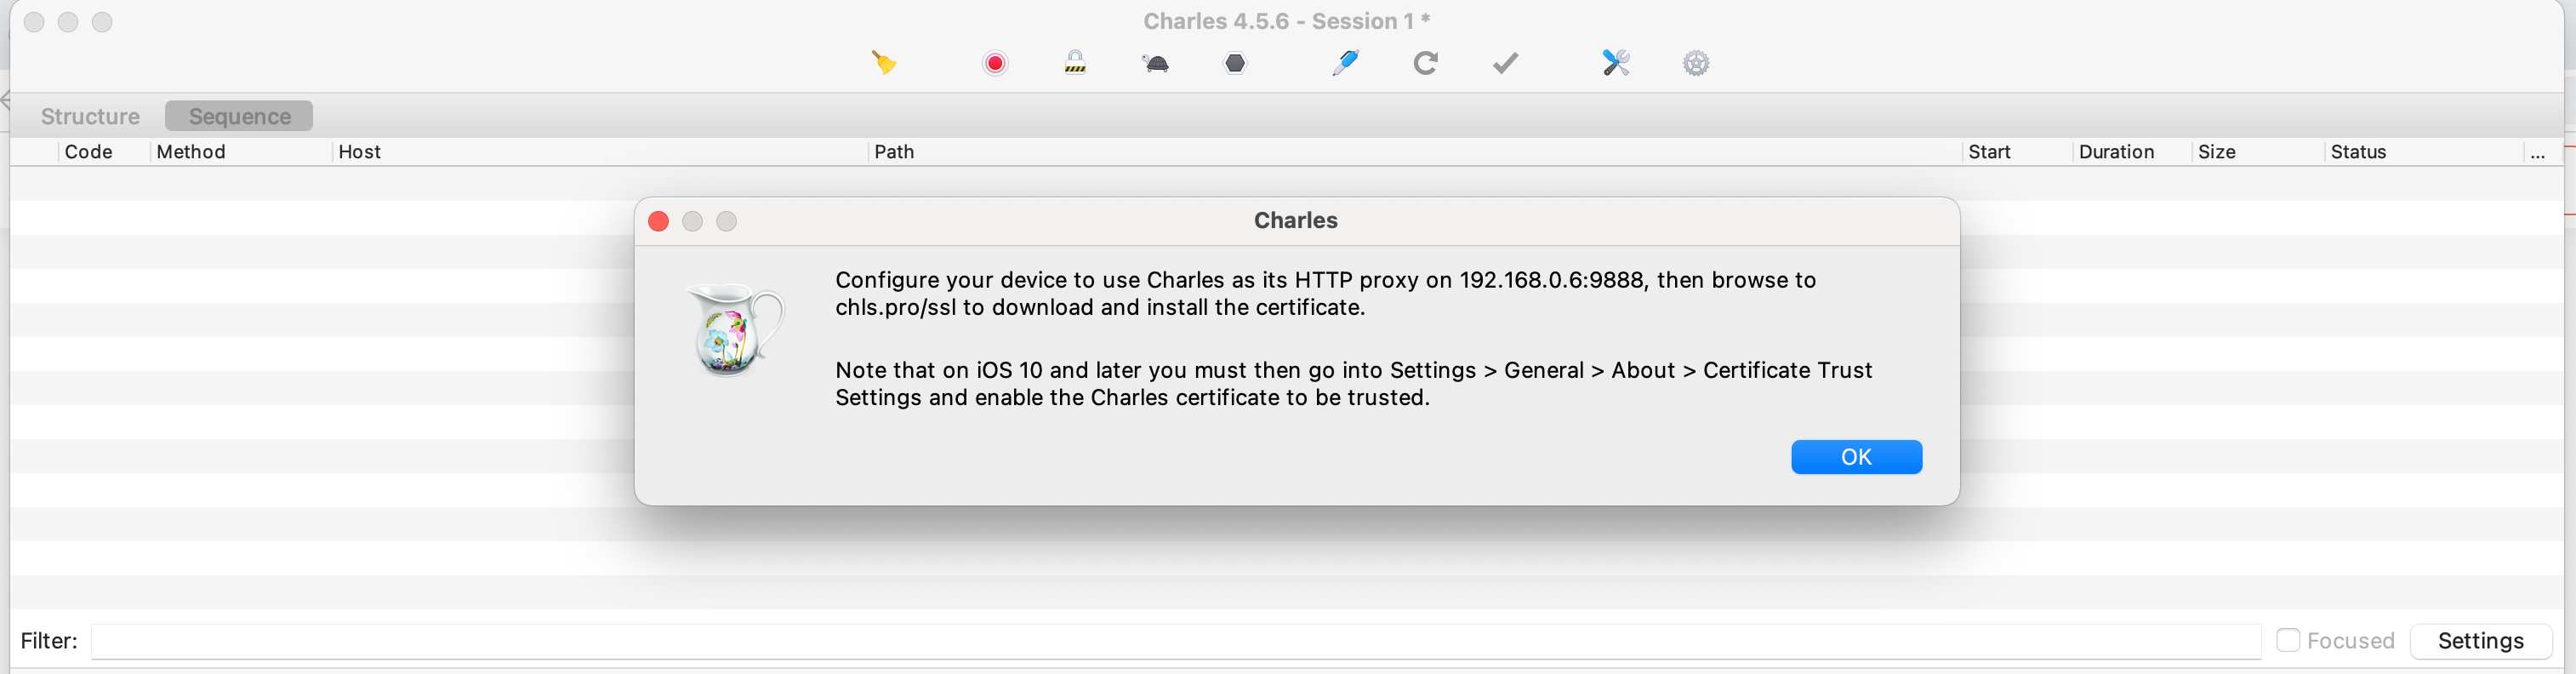 Charles 4.5.6 - Session 1 *
Structure
Sequence
Code
Method
Host
Path
Start
Duration
Size
Status
...
Charles
Configure your device to use Charles as its HTTP proxy on 192.168.0.6:9888, then browse to
chls.pro/ssl to download and install the certificate.
Note that on iOS 10 and later you must then go into Settings > General > About > Certificate Trust
Settings and enable the Charles certificate to be trusted.
OK
Filter:
Focused
Settings